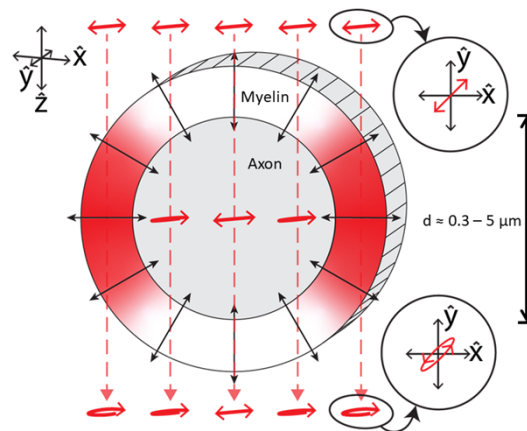 x̂
ŷ
ẑ
Myelin
Axon
ŷ
x̂
d ≈ 0.3 – 5 μm
ŷ
x̂